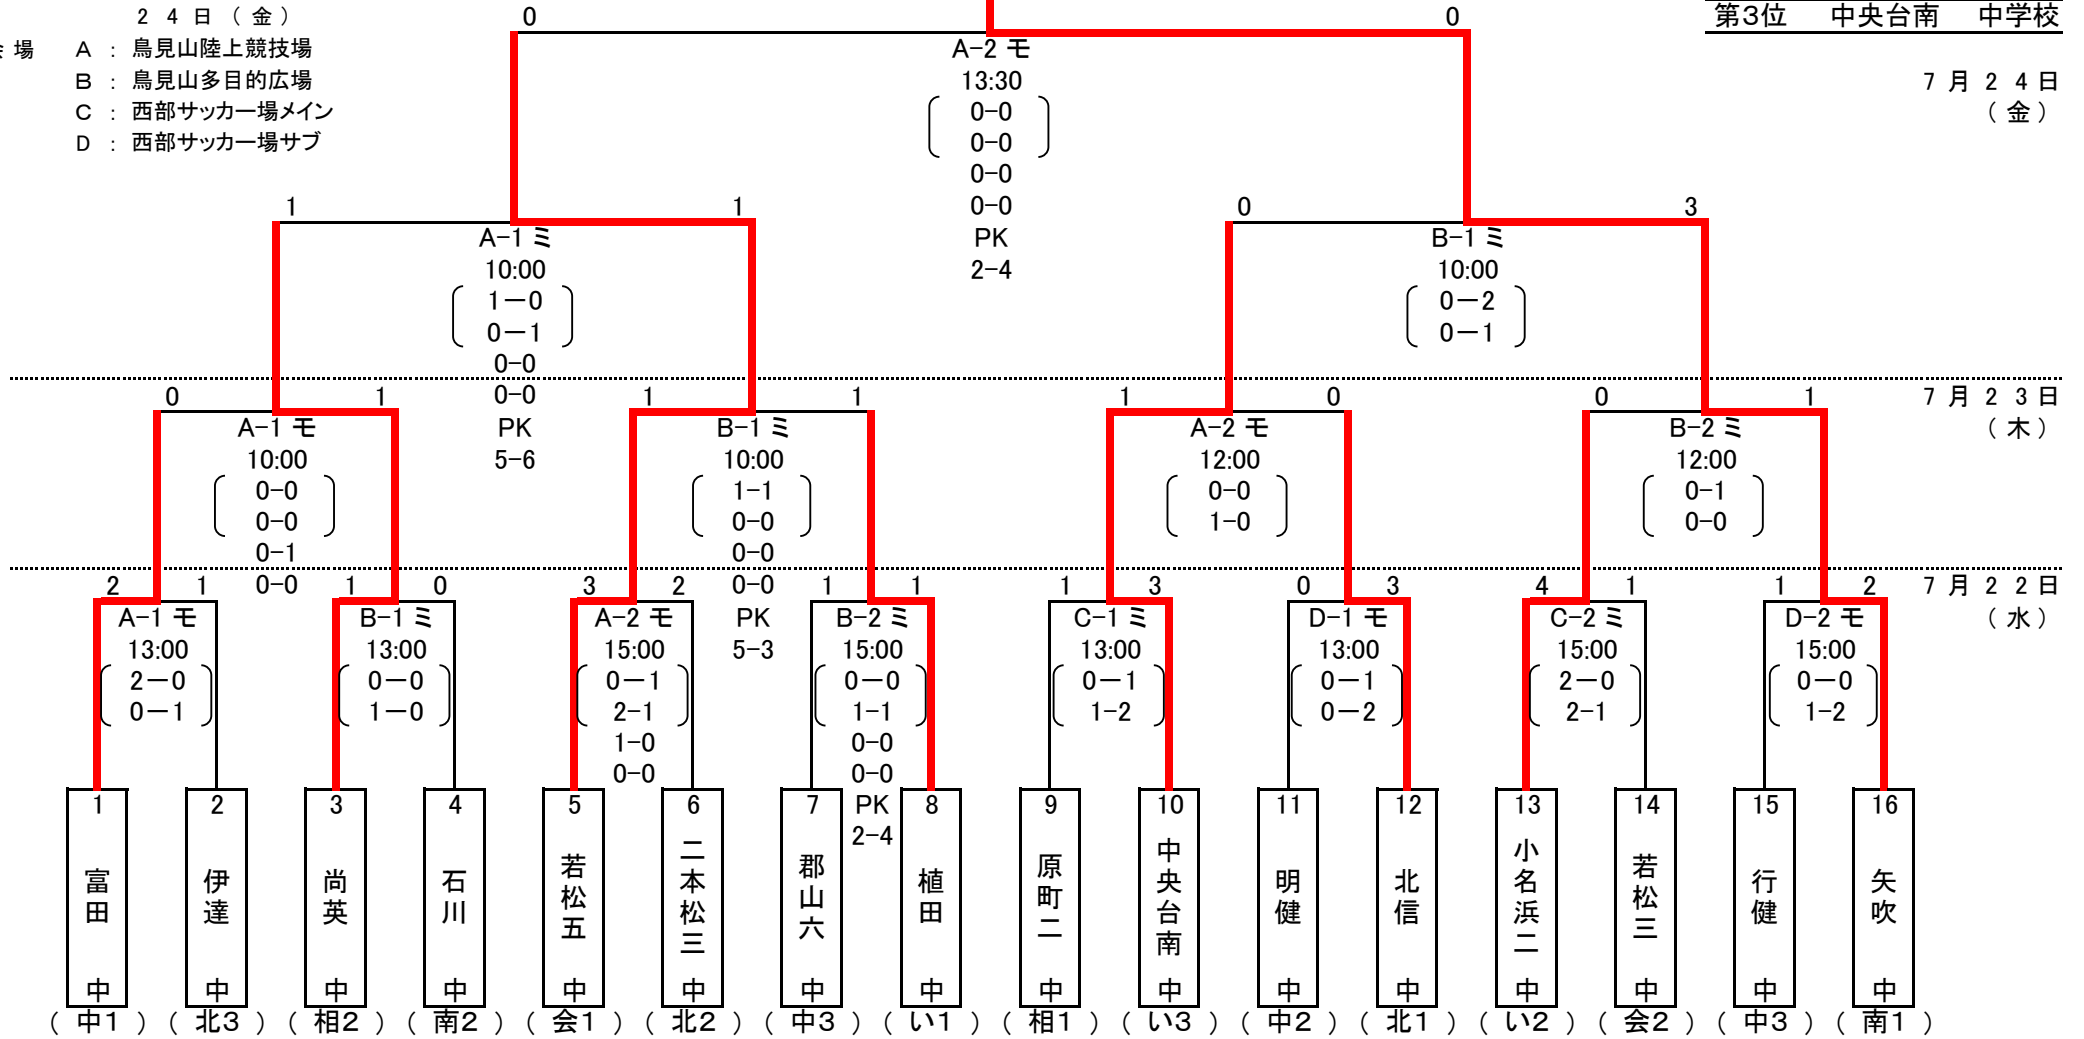 24日（金）
0
0
第3位 中央台南 中学校
会場 A ： 鳥見山陸上競技場
B ： 鳥見山多目的広場
C ： 西部サッカー場メイン
D ： 西部サッカー場サブ
A-2 モ
13:30
0-0
0-0
0-0
0-0
PK
2-4
7月24日
（金）
1
1
A-1 ミ
10:00
1ー0
0ー1
0-0
0-0
PK
5-6
0
3
B-1 ミ
10:00
0ー2
0ー1
0
1
A-1 モ
10:00
0-0
0-0
0-1
0-0
1
1
B-1 ミ
10:00
1-1
0-0
0-0
0-0
PK
5-3
1
0
A-2 モ
12:00
0-0
1-0
0
1
B-2 ミ
12:00
0-1
0-0
7月23日
（木）
2
1
A-1 モ
13:00
2ー0
0ー1
1
0
B-1 ミ
13:00
0ー0
1ー0
3
2
A-2 モ
15:00
0ー1
2-1
1-0
0-0
1
1
B-2 ミ
15:00
0ー0
1-1
0-0
0-0
PK
2-4
1
3
C-1 ミ
13:00
0ー1
1-2
0
3
D-1 モ
13:00
0ー1
0ー2
4
1
C-2 ミ
15:00
2ー0
2-1
1
2
D-2 モ
15:00
0ー0
1-2
7月22日
（水）
1
富田 中
（中1）
2
伊達 中
（北3）
3
尚英 中
（相2）
4
石川 中
（南2）
5
若松五 中
（会1）
6
二本松三 中
（北2）
7
郡山六 中
（中3）
8
植田 中
（い1）
9
原町二 中
（相1）
10
中央台南 中
（い3）
11
明健 中
（中2）
12
北信 中
（北1）
13
小名浜二 中
（い2）
14
若松三 中
（会2）
15
行健 中
（中3）
16
矢吹 中
（南1）